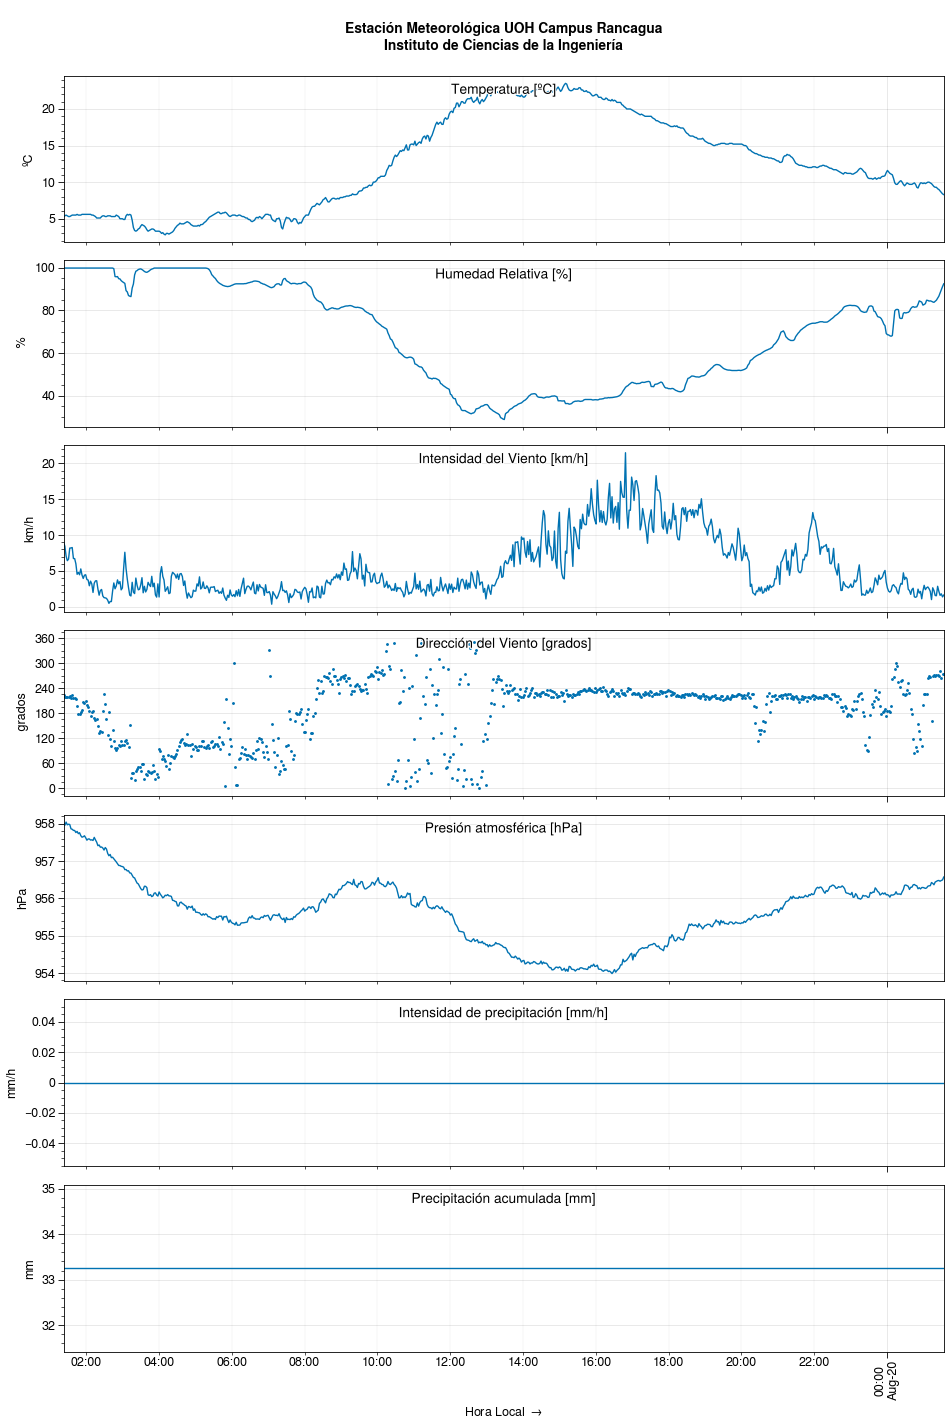 Estación Meteorológica UOH Campus Rancagua
Instituto de Ciencias de la Ingeniería
Temperatura [ºC]
ºC
20
15
10
5
Humedad Relativa [%]
%
100
80
60
40
Intensidad del Viento [km/h]
km/h
20
15
10
5
0
Dirección del Viento [grados]
grados
360
300
240
180
120
60
0
Presión atmosférica [hPa]
hPa
958
957
956
955
954
Intensidad de precipitación [mm/h]
mm/h
0.04
0.02
0
−0.02
−0.04
Precipitación acumulada [mm]
mm
35
34
33
32
02:00 04:00 06:00 08:00 10:00 12:00 14:00 16:00 18:00 20:00 22:00 00:00
Aug-20
Hora Local →